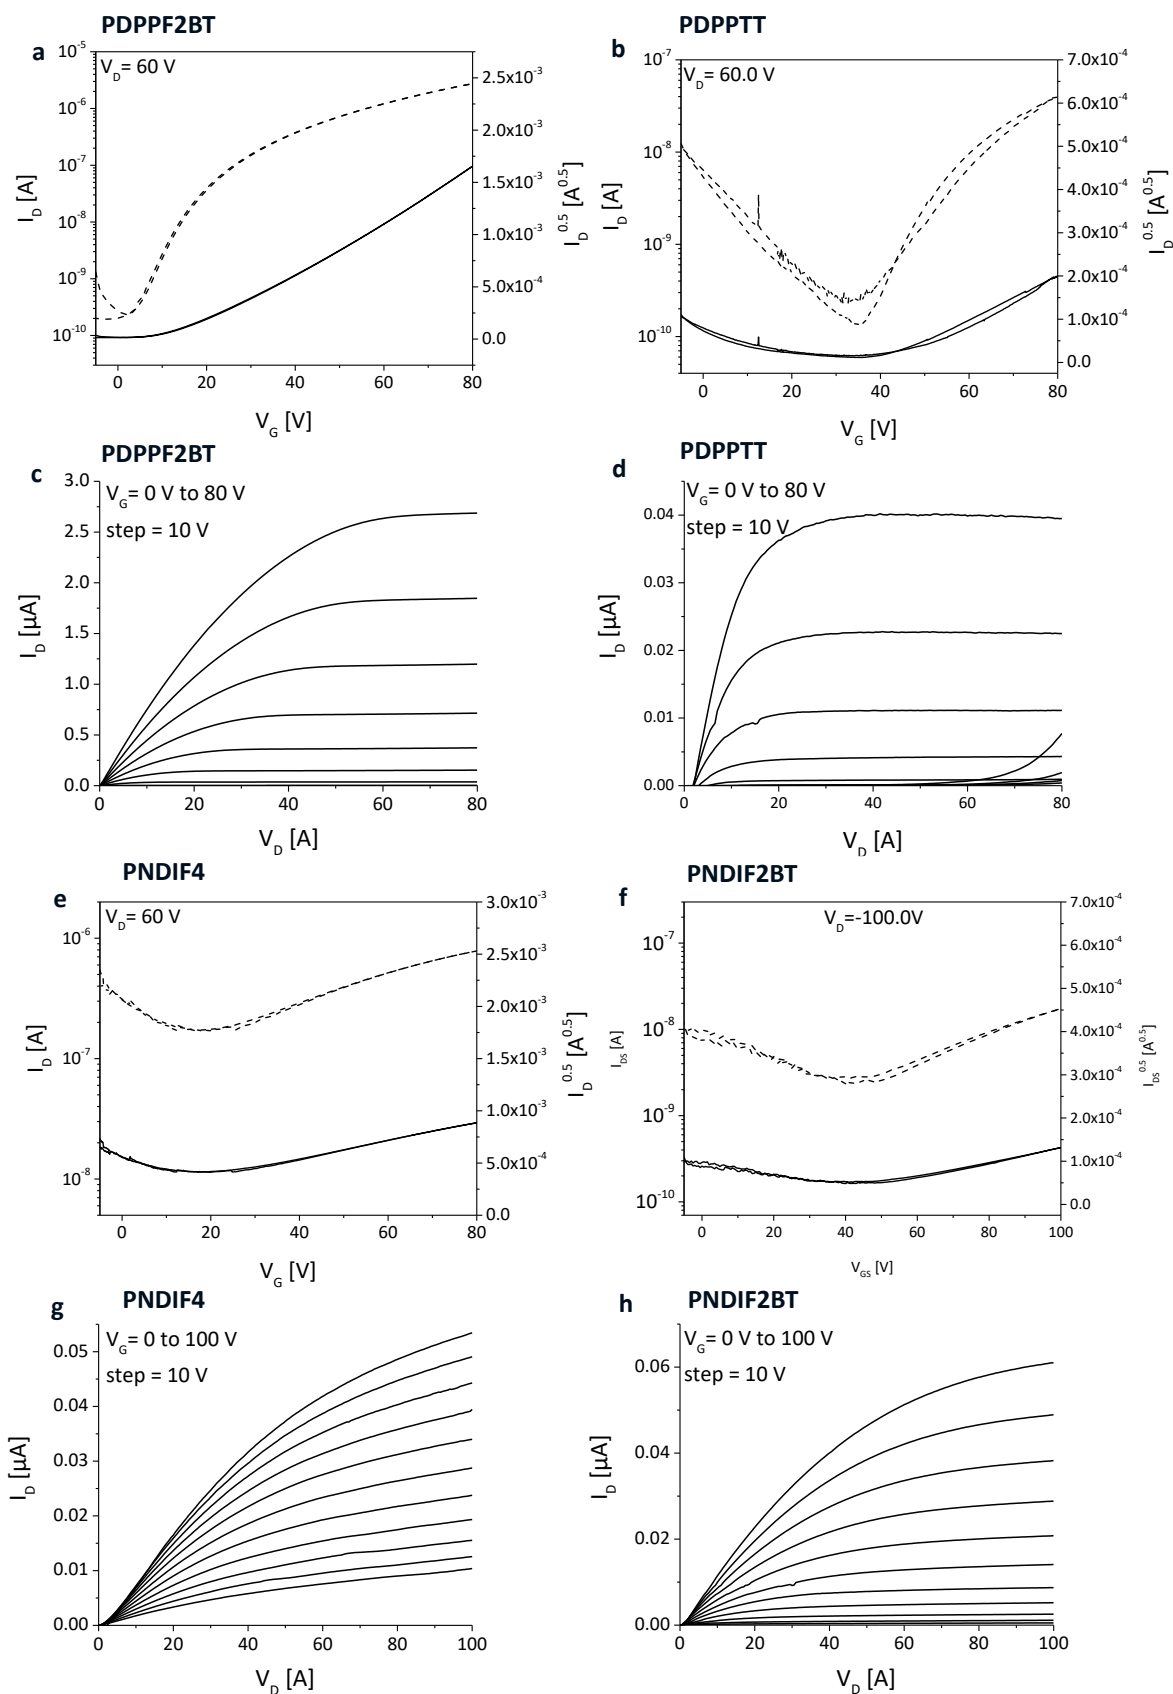 PDPPF2BT
a
V_D= 60 V
10^-5
10^-6
10^-7
10^-8
10^-9
10^-10
I_D [A]
2.5x10^-3
2.0x10^-3
1.5x10^-3
1.0x10^-3
5.0x10^-4
0.0
I_D^0.5 [A^0.5]
0 20 40 60 80
V_G [V]
PDPPTT
b
V_D= 60.0 V
10^-7
10^-8
10^-9
10^-10
I_D [A]
7.0x10^-4
6.0x10^-4
5.0x10^-4
4.0x10^-4
3.0x10^-4
2.0x10^-4
1.0x10^-4
0.0
I_D^0.5 [A^0.5]
0 20 40 60 80
V_G [V]
PDPPF2BT
c
V_G= 0 V to 80 V
step = 10 V
3.0
2.5
2.0
1.5
1.0
0.5
0.0
I_D [µA]
0 20 40 60 80
V_D [A]
PDPPTT
d
V_G= 0 V to 80 V
step = 10 V
0.04
0.03
0.02
0.01
0.00
I_D [µA]
0 20 40 60 80
V_D [A]
PNDIF4
e
V_D= 60 V
10^-6
10^-7
10^-8
I_D [A]
3.0x10^-3
2.5x10^-3
2.0x10^-3
1.5x10^-3
1.0x10^-3
5.0x10^-4
0.0
I_D^0.5 [A^0.5]
0 20 40 60 80
V_G [V]
PNDIF2BT
f
V_D=-100.0V
10^-7
10^-8
10^-9
10^-10
I_DS [A]
7.0x10^-4
6.0x10^-4
5.0x10^-4
4.0x10^-4
3.0x10^-4
2.0x10^-4
1.0x10^-4
0.0
I_DS^0.5 [A^0.5]
0 20 40 60 80 100
V_GS [V]
PNDIF4
g
V_G= 0 to 100 V
step = 10 V
0.05
0.04
0.03
0.02
0.01
0.00
I_D [µA]
0 20 40 60 80 100
V_D [A]
PNDIF2BT
h
V_G= 0 V to 100 V
step = 10 V
0.06
0.04
0.02
0.00
I_D [µA]
0 20 40 60 80 100
V_D [A]